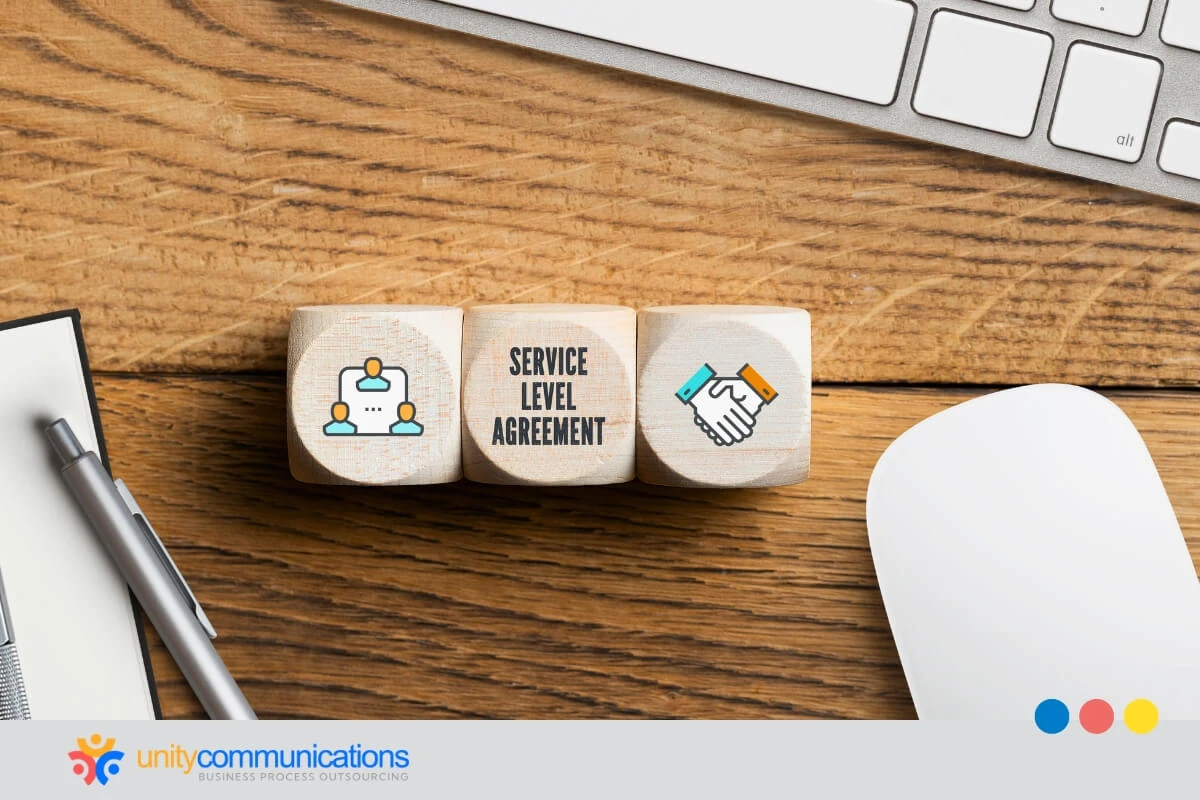 alt
SERVICE
LEVEL
AGREEMENT
unitycommunications
BUSINESS PROCESS OUTSOURCING